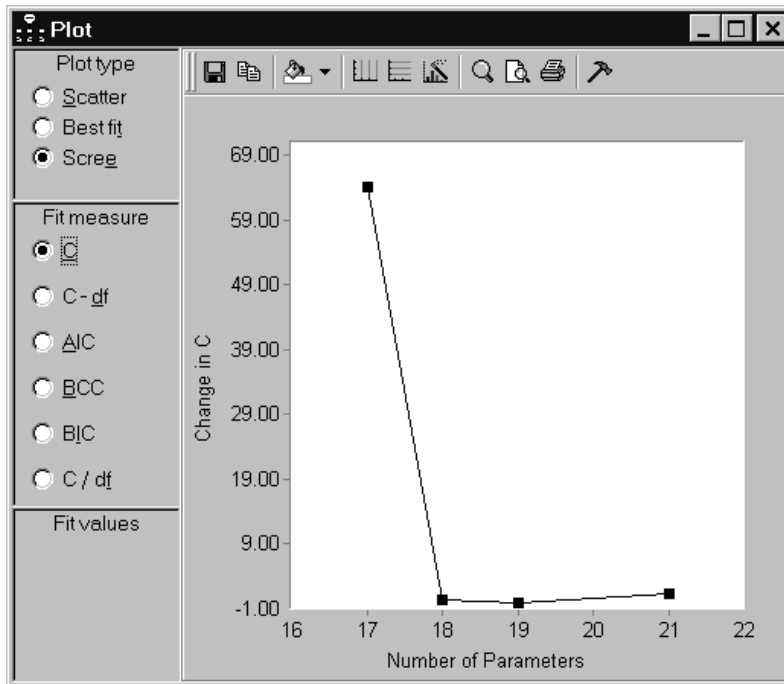 Plot
Plot type
Scatter
Best fit
Scree
Fit measure
C
C - df
AIC
BCC
BIC
C / df
Fit values
69.00
59.00
49.00
39.00
29.00
19.00
9.00
-1.00
Change in C
16 17 18 19 20 21 22
Number of Parameters